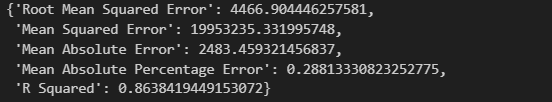 {'Root Mean Squared Error': 4466.904446257581,
'Mean Squared Error': 19953235.331995748,
'Mean Absolute Error': 2483.459321456837,
'Mean Absolute Percentage Error': 0.28813330823252775,
'R Squared': 0.8638419449153072}